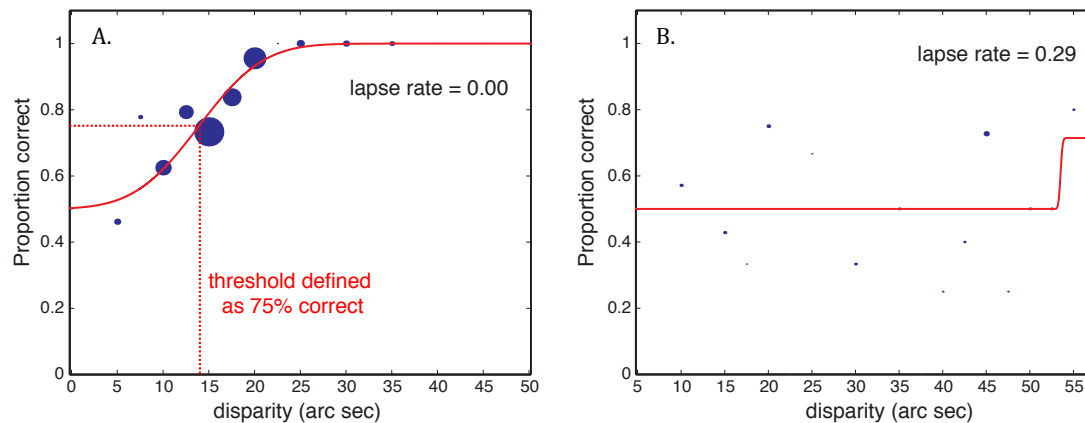 A.
lapse rate = 0.00
Proportion correct
1
0.8
0.6
0.4
0.2
0
threshold defined
as 75% correct
0 5 10 15 20 25 30 35 40 45 50
disparity (arc sec)
B.
lapse rate = 0.29
Proportion correct
1
0.8
0.6
0.4
0.2
0
5 10 15 20 25 30 35 40 45 50 55
disparity (arc sec)